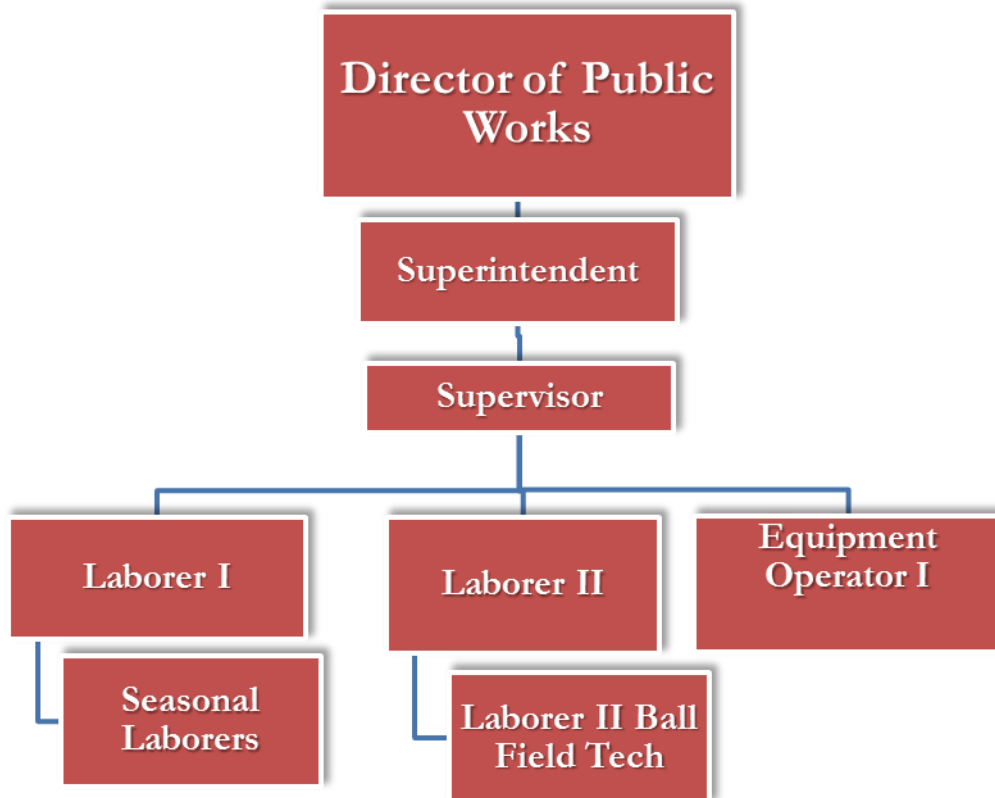 Director of Public
Works
Superintendent
Supervisor
Laborer I
Laborer II
Equipment
Operator I
Seasonal
Laborers
Laborer II Ball
Field Tech